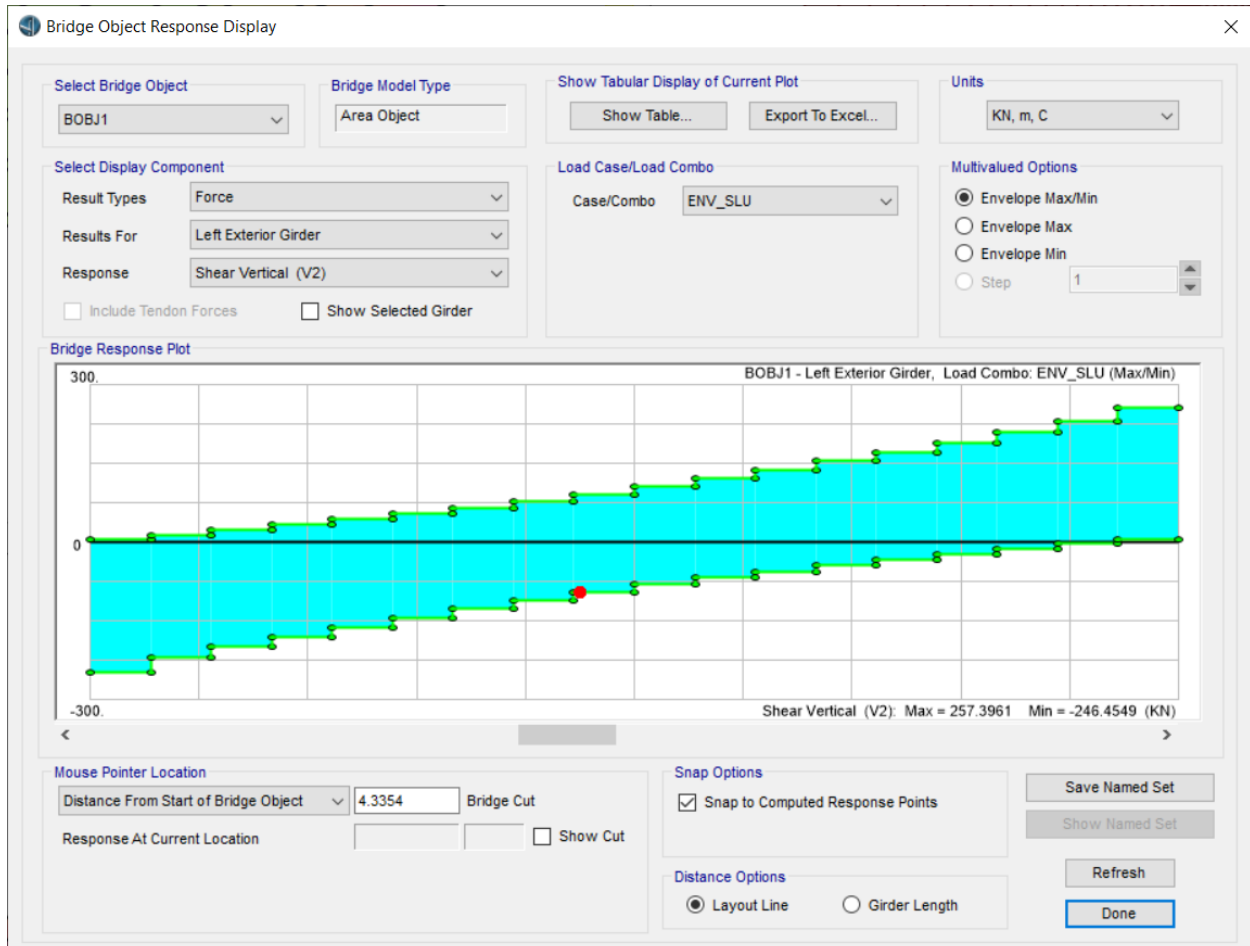 Bridge Object Response Display
Select Bridge Object
BOBJ1
Bridge Model Type
Area Object
Show Tabular Display of Current Plot
Show Table...
Export To Excel...
Units
KN, m, C
Select Display Component
Result Types
Force
Results For
Left Exterior Girder
Response
Shear Vertical (V2)
Include Tendon Forces
Show Selected Girder
Load Case/Load Combo
Case/Combo
ENV_SLU
Multivalued Options
Envelope Max/Min
Envelope Max
Envelope Min
Step
1
Bridge Response Plot
300.
BOBJ1 - Left Exterior Girder, Load Combo: ENV_SLU (Max/Min)
0
-300.
Shear Vertical (V2): Max = 257.3961 Min = -246.4549 (KN)
Mouse Pointer Location
Distance From Start of Bridge Object
4.3354
Bridge Cut
Response At Current Location
Show Cut
Snap Options
Snap to Computed Response Points
Distance Options
Layout Line
Girder Length
Save Named Set
Show Named Set
Refresh
Done